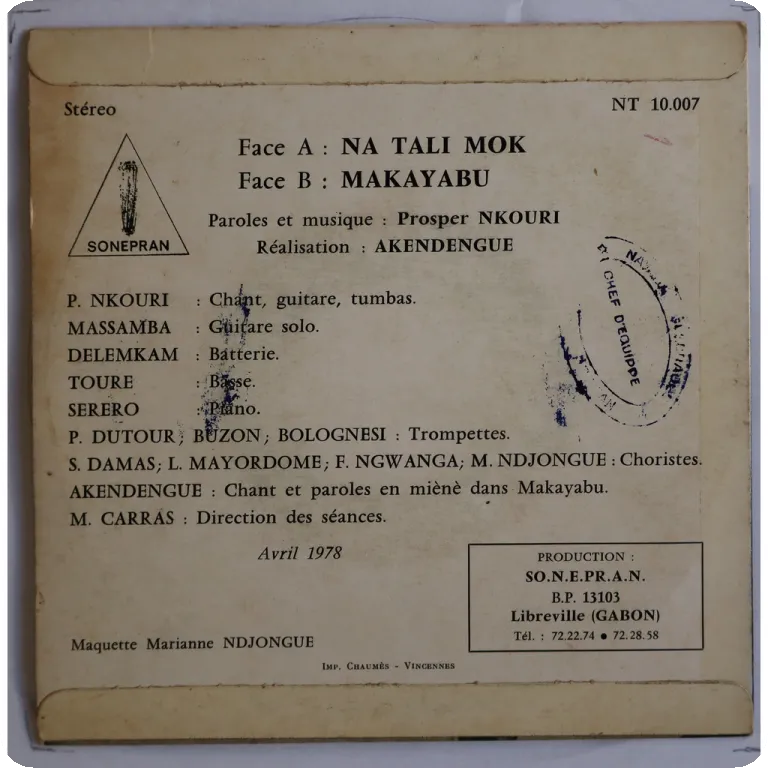 Stéreo
NT 10.007
Face A : NA TALI MOK
Face B : MAKAYABU
SONEPRAN
Paroles et musique : Prosper NKOURI
Réalisation : AKENDENGUE
P. NKOURI : Chant, guitare, tumbas.
MASSAMBA : Guitare solo.
DELEMKAM : Batterie.
TOURE : Basse.
SERERO : Piano.
P. DUTOUR; BUZON; BOLOGNESI : Trompettes.
S. DAMAS; L. MAYORDOME; F. NGWANGA; M. NDJONGUE : Choristes.
AKENDENGUE : Chant et paroles en miènè dans Makayabu.
M. CARRAS : Direction des séances.
Avril 1978
CHEF D'EQUIPPE
PRODUCTION :
SO.N.E.PR.A.N.
B.P. 13103
Libreville (GABON)
Tél. : 72.22.74 ● 72.28.58
Maquette Marianne NDJONGUE
IMP. CHAUMÉS - VINCENNES